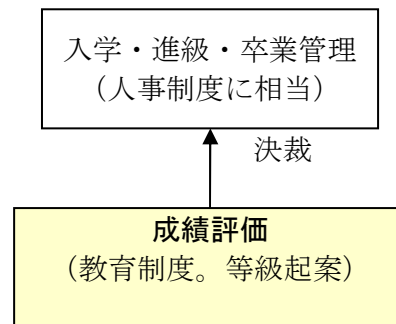 入学・進級・卒業管理
（人事制度に相当）
決裁
成績評価
（教育制度。等級起案）